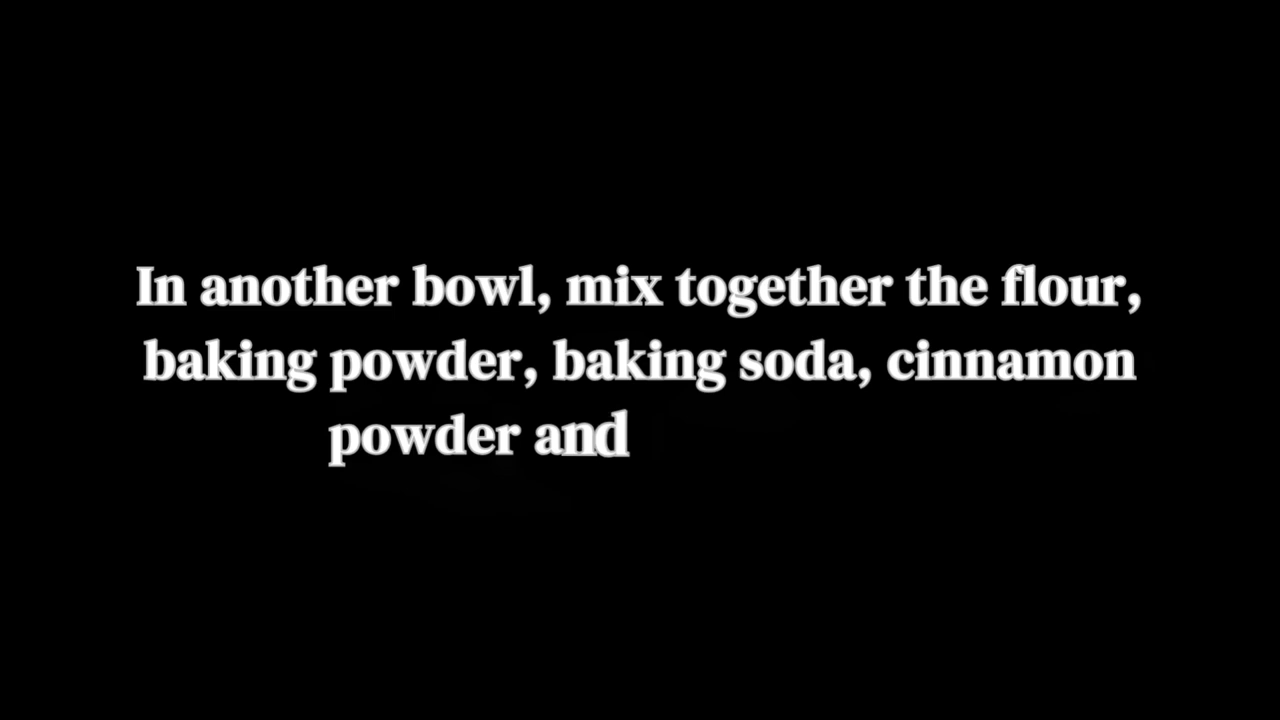 In another bowl, mix together the flour,
baking powder, baking soda, cinnamon
powder and